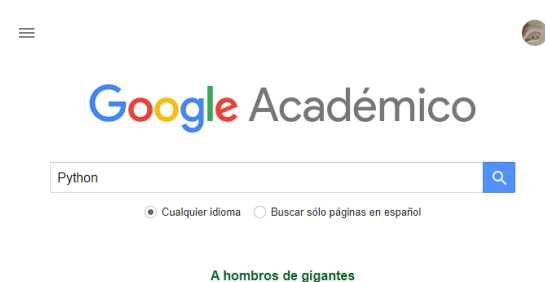 Google Académico
Python
Cualquier idioma Buscar sólo páginas en español
A hombros de gigantes